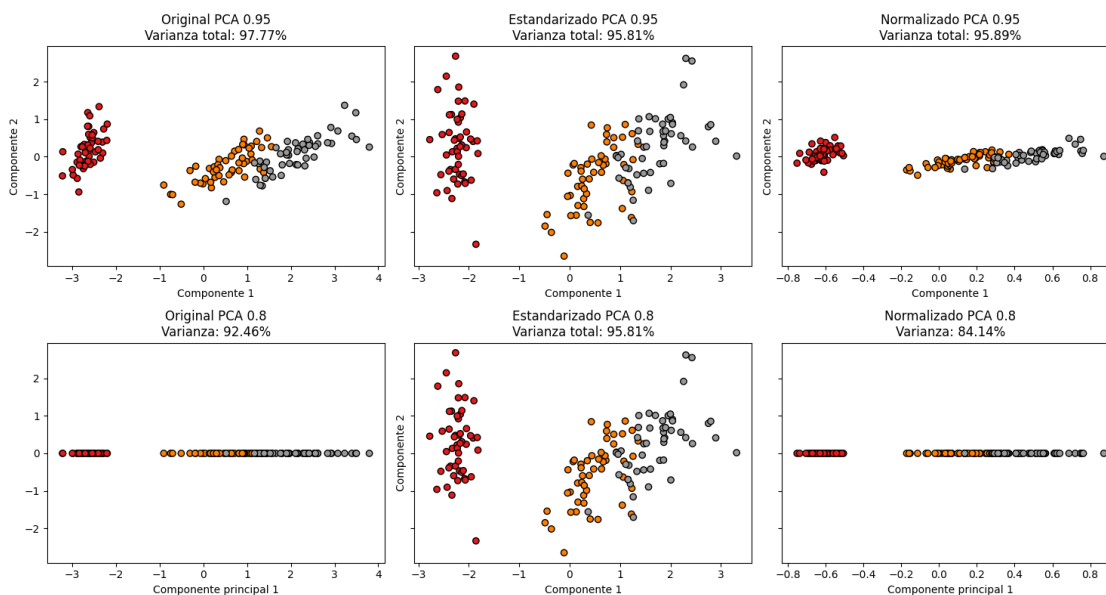 Original PCA 0.95
Varianza total: 97.77%
Estandarizado PCA 0.95
Varianza total: 95.81%
Normalizado PCA 0.95
Varianza total: 95.89%
Componente 2
2
1
0
−1
−2
−3
−2
−1
0
1
2
3
4
Componente 1
Componente 2
−3
−2
−1
0
1
2
3
Componente 1
Componente 2
−0.8
−0.6
−0.4
−0.2
0.0
0.2
0.4
0.6
0.8
Componente 1
Original PCA 0.8
Varianza: 92.46%
Estandarizado PCA 0.8
Varianza total: 95.81%
Normalizado PCA 0.8
Varianza: 84.14%
2
1
0
−1
−2
−3
−2
−1
0
1
2
3
4
Componente principal 1
Componente 2
−3
−2
−1
0
1
2
3
Componente 1
−0.8
−0.6
−0.4
−0.2
0.0
0.2
0.4
0.6
0.8
Componente principal 1